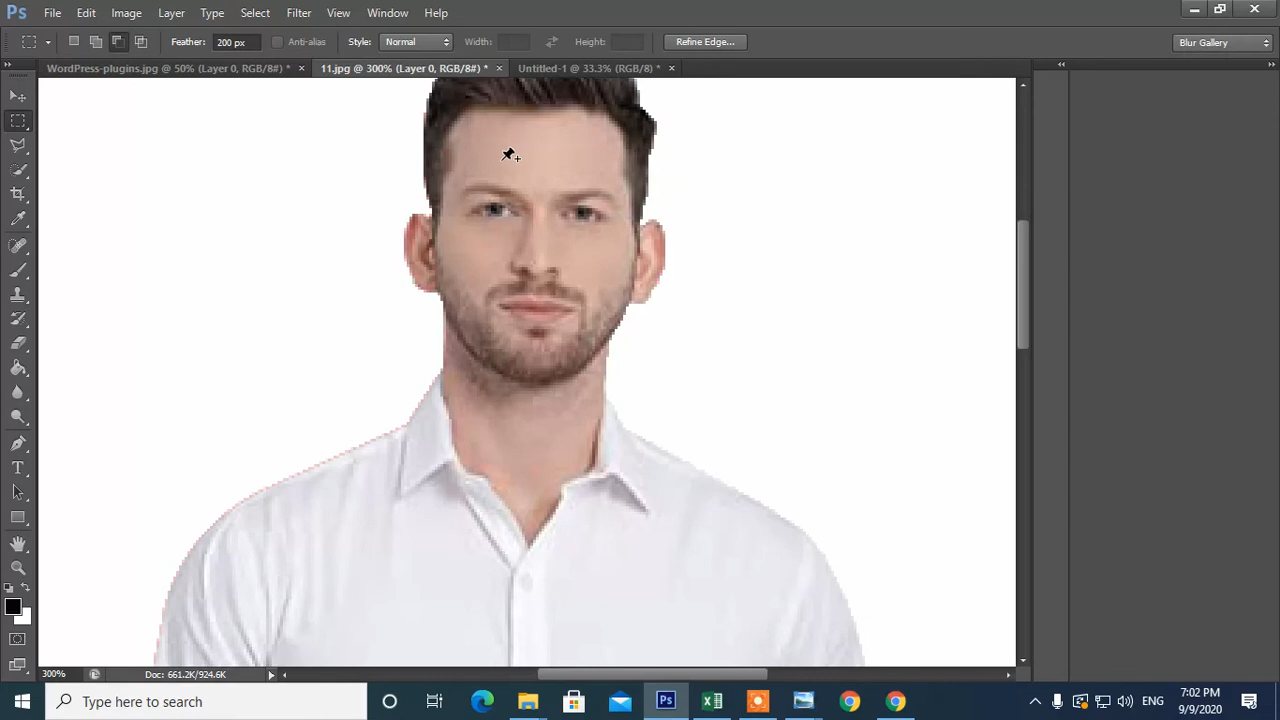 Ps File Edit Image Layer Type Select Filter View Window Help
Feather: 200 px Anti-alias Style: Normal Width: Height: Refine Edge... Blur Gallery
WordPress-plugins.jpg @ 50% (Layer 0, RGB/8#) * × 11.jpg @ 300% (Layer 0, RGB/8#) * × Untitled-1 @ 33.3% (RGB/8) * ×
T
300% Doc: 661.2K/924.6K
Type here to search Ps ENG 7:02 PM
9/9/2020